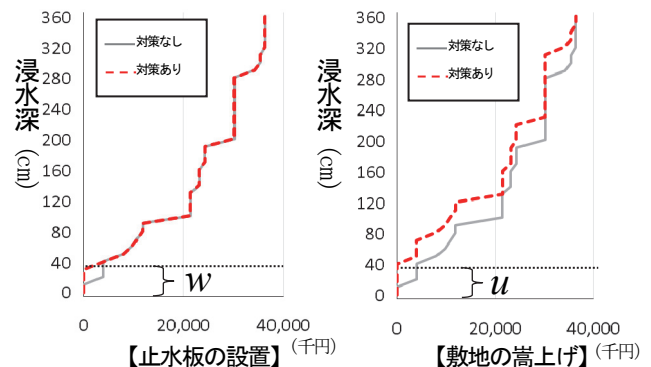 360
320
280
240
200
160
120
80
40
0
浸水深 (cm)
対策なし
対策あり
w
0
20,000
40,000
(千円)
【止水板の設置】
360
320
280
240
200
160
120
80
40
0
浸水深 (cm)
対策なし
対策あり
u
0
20,000
40,000
(千円)
【敷地の嵩上げ】